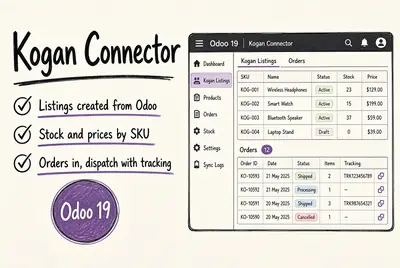 Kogan Connector
Listings created from Odoo
Stock and prices by SKU
Orders in, dispatch with tracking
Odoo 19
Odoo 19 | Kogan Connector
Dashboard
Kogan Listings
Products
Orders
Stock
Settings
Sync Logs
Kogan Listings Orders
SKU Name Status Stock Price
KOG-001 Wireless Headphones Active 23 $129.00
KOG-002 Smart Watch Active 15 $199.00
KOG-003 Bluetooth Speaker Active 37 $59.00
KOG-004 Laptop Stand Draft 0 $39.00
Orders 12
Order ID Date Status Items Tracking
KO-10593 21 May 2025 Shipped 2 TRK123456789
KO-10592 21 May 2025 Processing 1 –
KO-10591 20 May 2025 Shipped 3 TRK987654321
KO-10590 20 May 2025 Cancelled 1 –